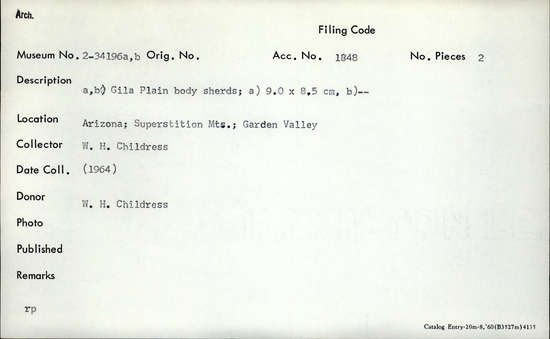 Arch.
Filing Code
Museum No. 2-34196a,b Orig. No. Acc. No. 1848 No. Pieces 2
Description a,b) Gila Plain body sherds; a) 9.0 x 8.5 cm, b)--
Location Arizona; Superstition Mts.; Garden Valley
Collector W. H. Childress
Date Coll. (1964)
Donor W. H. Childress
Photo
Published
Remarks
rp
Catalog Entry-20m-8,'60(B3527m)4135